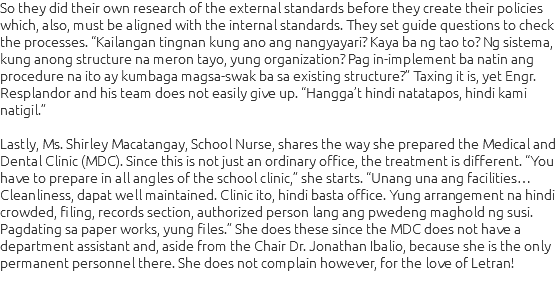 So they did their own research of the external standards before they create their policies
which, also, must be aligned with the internal standards. They set guide questions to check
the processes. “Kailangan tingnan kung ano ang nangyayari? Kaya ba ng tao to? Ng sistema,
kung anong structure na meron tayo, yung organization? Pag in-implement ba natin ang
procedure na ito ay kumbaga magsa-swak ba sa existing structure?” Taxing it is, yet Engr.
Resplandor and his team does not easily give up. “Hangga’t hindi natatapos, hindi kami
natigil.”
Lastly, Ms. Shirley Macatangay, School Nurse, shares the way she prepared the Medical and
Dental Clinic (MDC). Since this is not just an ordinary office, the treatment is different. “You
have to prepare in all angles of the school clinic,” she starts. “Unang una ang facilities…
Cleanliness, dapat well maintained. Clinic ito, hindi basta office. Yung arrangement na hindi
crowded, filing, records section, authorized person lang ang pwedeng maghold ng susi.
Pagdating sa paper works, yung files.” She does these since the MDC does not have a
department assistant and, aside from the Chair Dr. Jonathan Ibalio, because she is the only
permanent personnel there. She does not complain however, for the love of Letran!